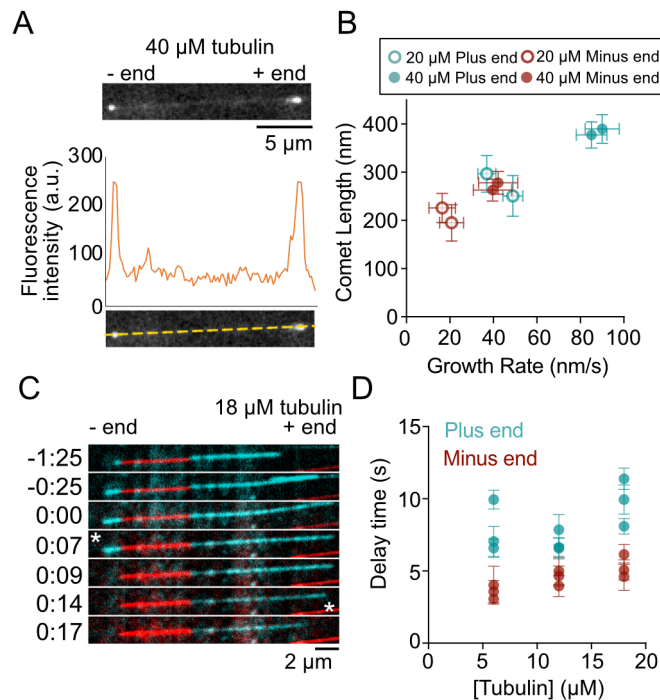 A
40 µM tubulin
- end + end
5 µm
Fluorescence
intensity (a.u.)
300
200
100
0
B
20 µM Plus end 20 µM Minus end
40 µM Plus end 40 µM Minus end
Comet Length (nm)
400
300
200
100
0
0 20 40 60 80 100
Growth Rate (nm/s)
C
18 µM tubulin
- end + end
-1:25
-0:25
0:00
0:07 *
0:09
0:14 *
0:17
2 µm
D
Plus end
Minus end
Delay time (s)
15
10
5
0
0 5 10 15 20
[Tubulin] (µM)